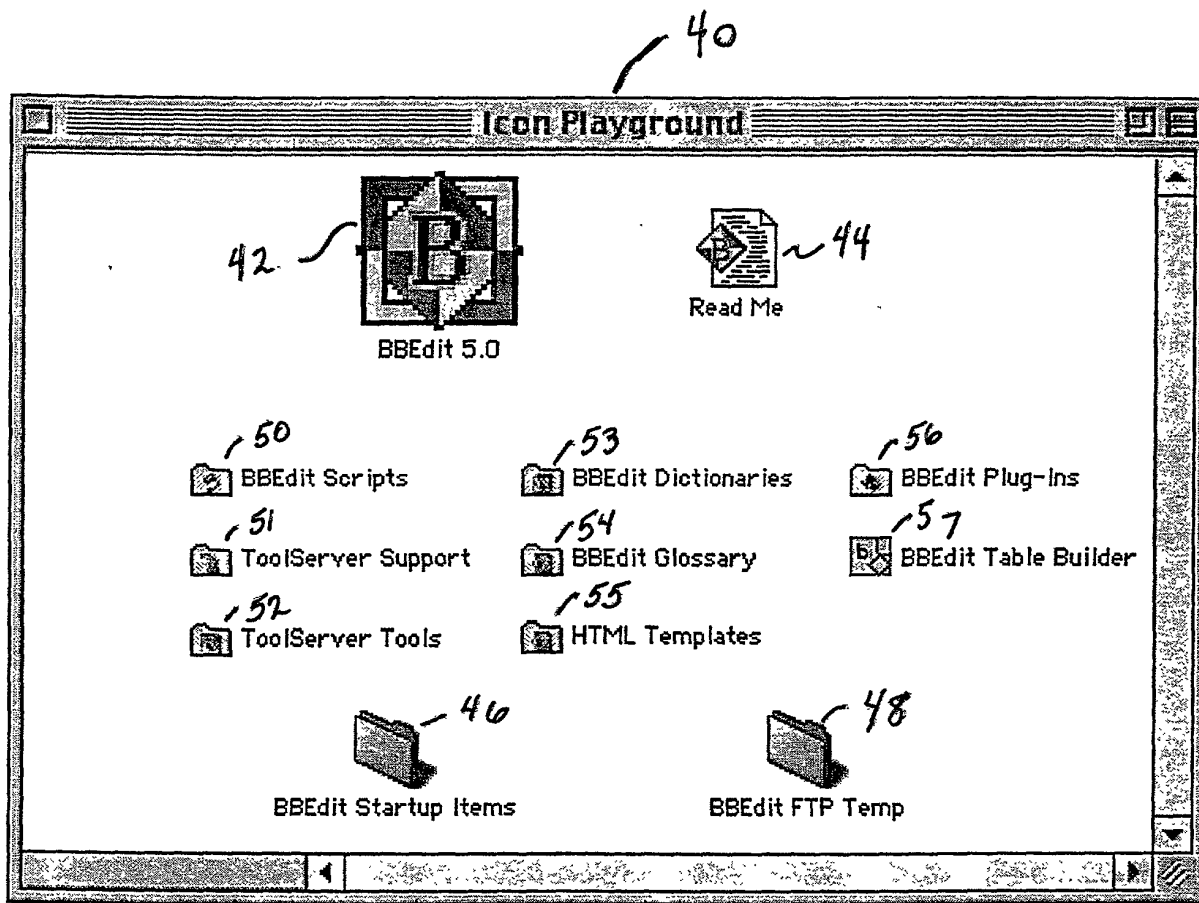 40
Icon Playground
42
B
B
44
Read Me
BBEdit 5.0
50
53
56
BBEdit Scripts
BBEdit Dictionaries
BBEdit Plug-Ins
51
54
57
ToolServer Support
BBEdit Glossary
b
BBEdit Table Builder
52
55
ToolServer Tools
HTML Templates
46
48
BBEdit Startup Items
BBEdit FTP Temp